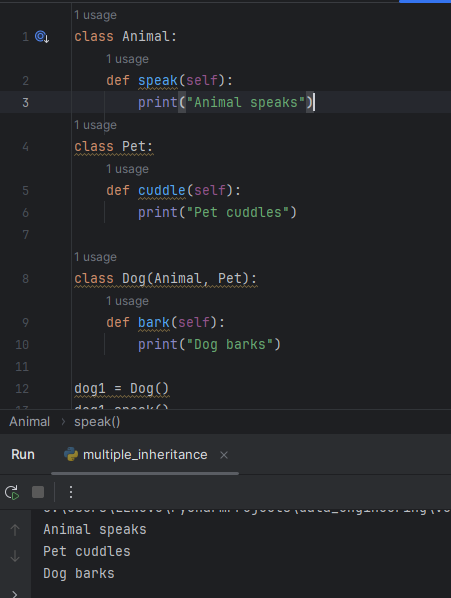 1 usage
1 class Animal:
1 usage
2 def speak(self):
3 print("Animal speaks")
1 usage
4 class Pet:
1 usage
5 def cuddle(self):
6 print("Pet cuddles")
7
1 usage
8 class Dog(Animal, Pet):
1 usage
9 def bark(self):
10 print("Dog barks")
11
12 dog1 = Dog()
13 dog1.speak()
Animal > speak()
Run multiple_inheritance ×
Animal speaks
Pet cuddles
Dog barks